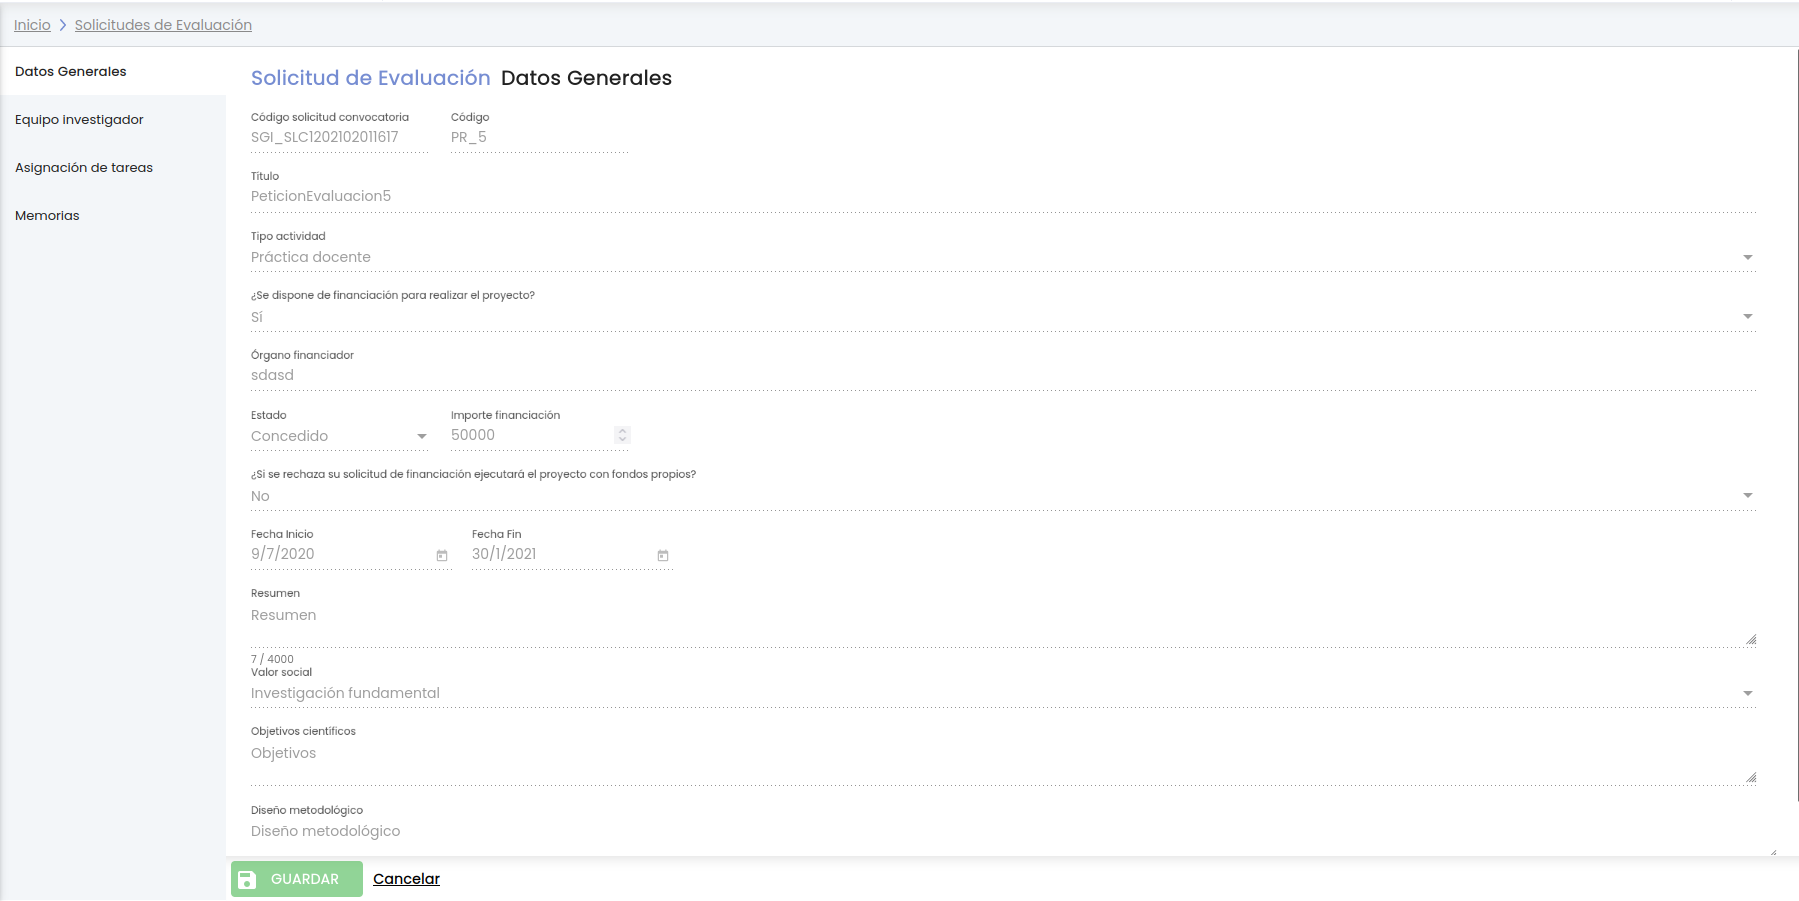 Inicio > Solicitudes de Evaluación
Datos Generales
Equipo investigador
Asignación de tareas
Memorias
Solicitud de Evaluación Datos Generales
Código solicitud convocatoria Código
SGI_SLC1202102011617 PR_5
Título
PeticionEvaluacion5
Tipo actividad
Práctica docente
¿Se dispone de financiación para realizar el proyecto?
Sí
Órgano financiador
sdasd
Estado Importe financiación
Concedido 50000
¿Si se rechaza su solicitud de financiación ejecutará el proyecto con fondos propios?
No
Fecha Inicio Fecha Fin
9/7/2020 30/1/2021
Resumen
Resumen
7 / 4000
Valor social
Investigación fundamental
Objetivos científicos
Objetivos
Diseño metodológico
Diseño metodológico
GUARDAR Cancelar